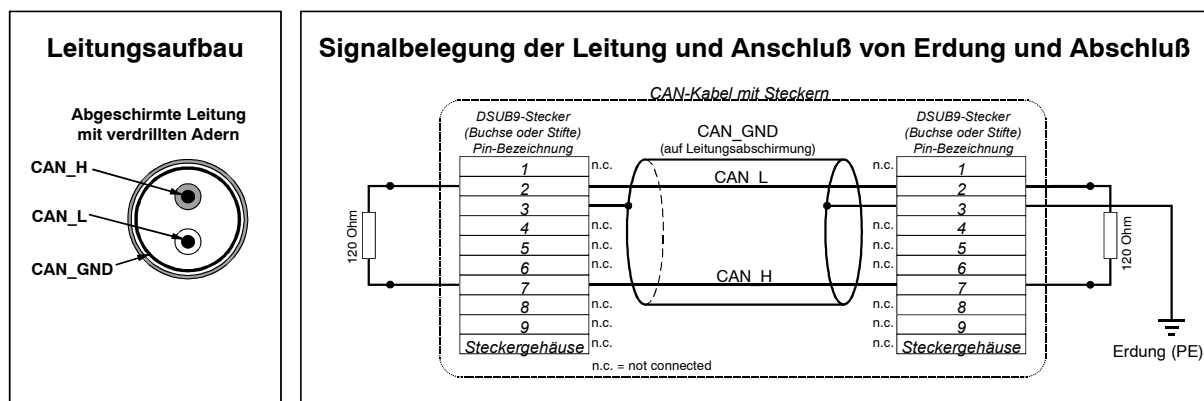 Leitungsaufbau
Abgeschirmte Leitung
mit verdrillten Adern
CAN_H
CAN_L
CAN_GND
Signalbelegung der Leitung und Anschluß von Erdung und Abschluß
CAN-Kabel mit Steckern
DSUB9-Stecker
(Buchse oder Stifte)
Pin-Bezeichnung
CAN_GND
(auf Leitungsabschirmung)
DSUB9-Stecker
(Buchse oder Stifte)
Pin-Bezeichnung
1 n.c. n.c. 1
2 CAN_L 2
3 3
4 n.c. n.c. 4
5 n.c. n.c. 5
6 n.c. n.c. 6
7 CAN_H 7
8 n.c. n.c. 8
9 n.c. n.c. 9
Steckergehäuse n.c. n.c. Steckergehäuse
120 Ohm
120 Ohm
n.c. = not connected
Erdung (PE)